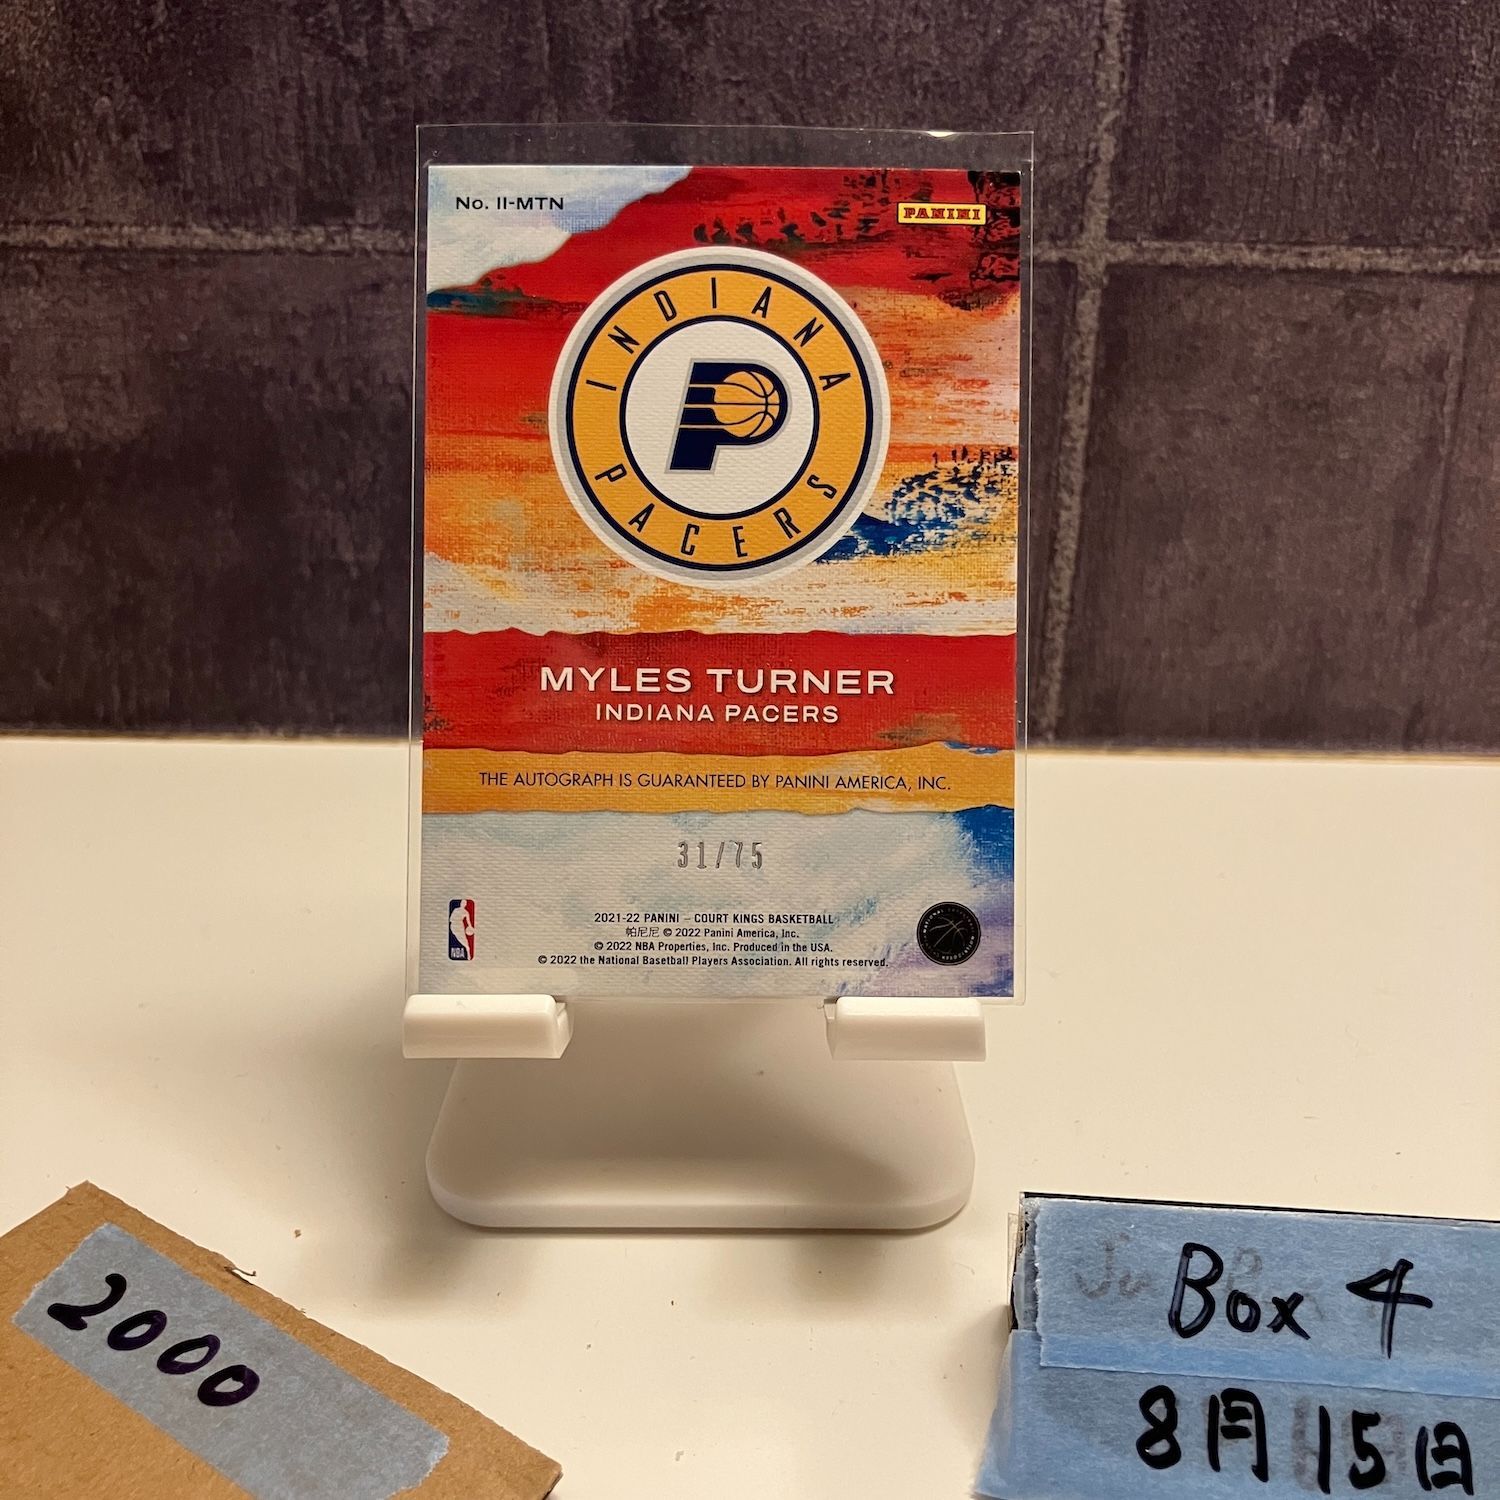 No. II-MTN
PANINI
INDIANA
PACERS
P
MYLES TURNER
INDIANA PACERS
THE AUTOGRAPH IS GUARANTEED BY PANINI AMERICA, INC.
31/75
2021-22 PANINI – COURT KINGS BASKETBALL
帕尼尼 © 2022 Panini America, Inc.
© 2022 NBA Properties, Inc. Produced in the USA.
© 2022 the National Basketball Players Association. All rights reserved.
NBA
2000
Box 4
8月15日